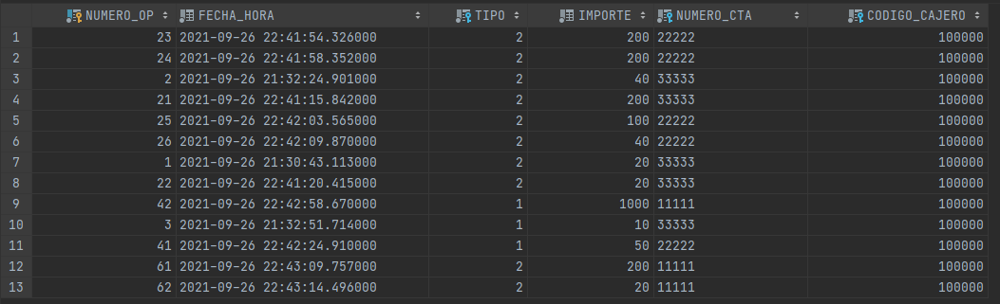 NUMERO_OP FECHA_HORA TIPO IMPORTE NUMERO_CTA CODIGO_CAJERO
1 23 2021-09-26 22:41:54.326000 2 200 22222 100000
2 24 2021-09-26 22:41:58.352000 2 200 22222 100000
3 2 2021-09-26 21:32:24.901000 2 40 33333 100000
4 21 2021-09-26 22:41:15.842000 2 200 33333 100000
5 25 2021-09-26 22:42:03.565000 2 100 22222 100000
6 26 2021-09-26 22:42:09.870000 2 40 22222 100000
7 1 2021-09-26 21:30:43.113000 2 20 33333 100000
8 22 2021-09-26 22:41:20.415000 2 20 33333 100000
9 42 2021-09-26 22:42:58.670000 1 1000 11111 100000
10 3 2021-09-26 21:32:51.714000 1 10 33333 100000
11 41 2021-09-26 22:42:24.910000 1 50 22222 100000
12 61 2021-09-26 22:43:09.757000 2 200 11111 100000
13 62 2021-09-26 22:43:14.496000 2 20 11111 100000